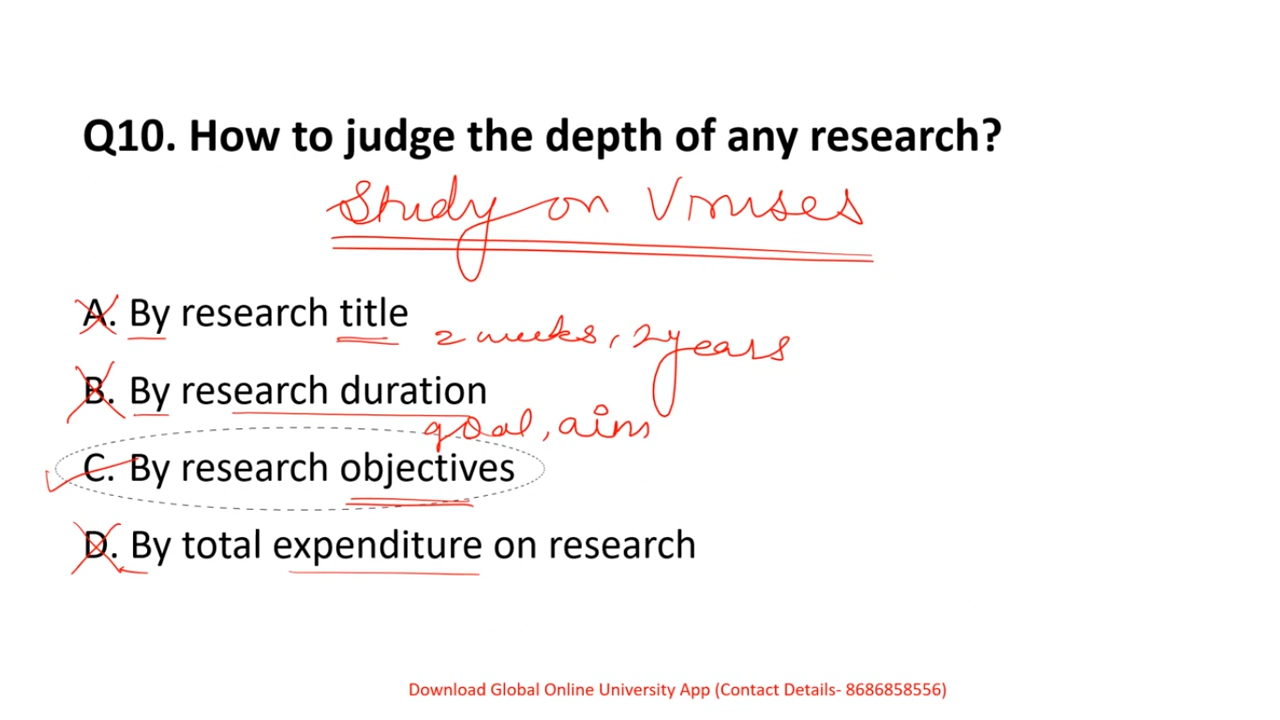 Q10. How to judge the depth of any research?
Study on Viruses
A. By research title
2 weeks, 2 years
B. By research duration
goal, aims
C. By research objectives
D. By total expenditure on research
Download Global Online University App (Contact Details- 8686858556)